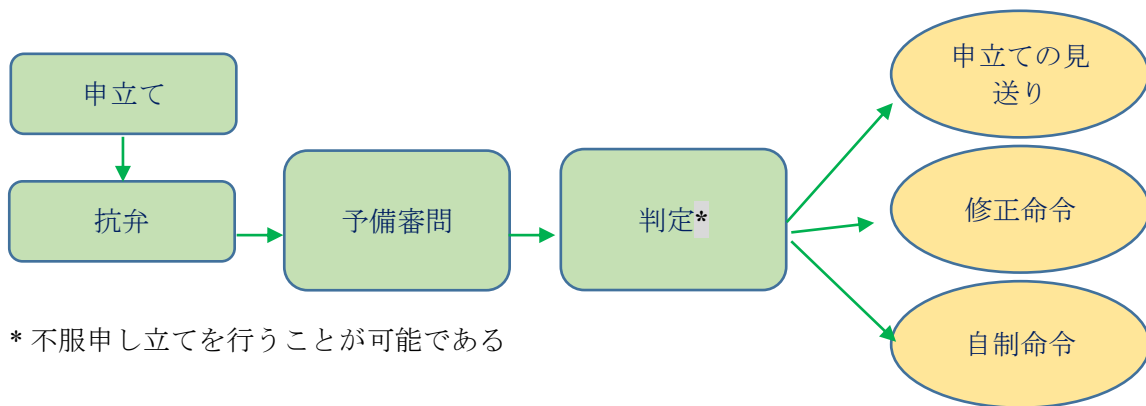 申立て
抗弁
予備審問
判定*
申立ての見
送り
修正命令
自制命令
* 不服申し立てを行うことが可能である